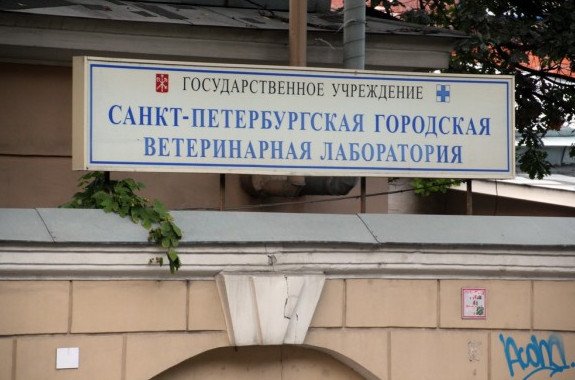 ГОСУДАРСТВЕННОЕ УЧРЕЖДЕНИЕ
САНКТ-ПЕТЕРБУРГСКАЯ ГОРОДСКАЯ
ВЕТЕРИНАРНАЯ ЛАБОРАТОРИЯ